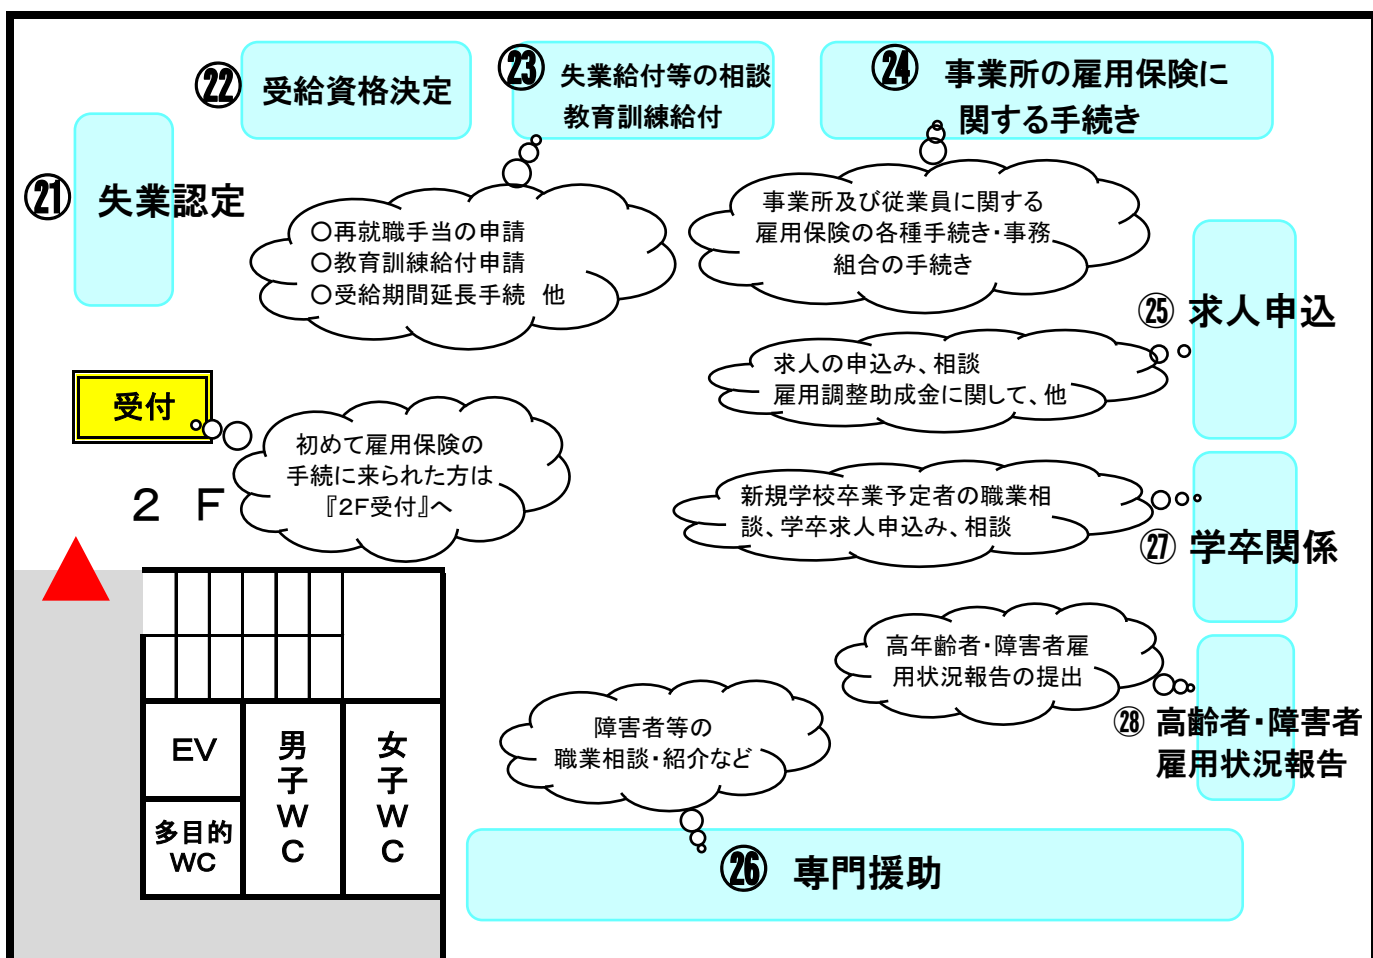 ㉒ 受給資格決定
㉓ 失業給付等の相談
教育訓練給付
㉔ 事業所の雇用保険に
関する手続き
㉑ 失業認定
○再就職手当の申請
○教育訓練給付申請
○受給期間延長手続　他
事業所及び従業員に関する
雇用保険の各種手続き・事務
組合の手続き
㉕ 求人申込
求人の申込み、相談
雇用調整助成金に関して、他
受付
初めて雇用保険の
手続に来られた方は
『2F受付』へ
２ Ｆ
新規学校卒業予定者の職業相
談、学卒求人申込み、相談
㉗ 学卒関係
高年齢者・障害者雇
用状況報告の提出
㉘ 高齢者・障害者
雇用状況報告
障害者等の
職業相談・紹介など
㉖ 専門援助
EV
多目的
WC
男子WC
女子WC